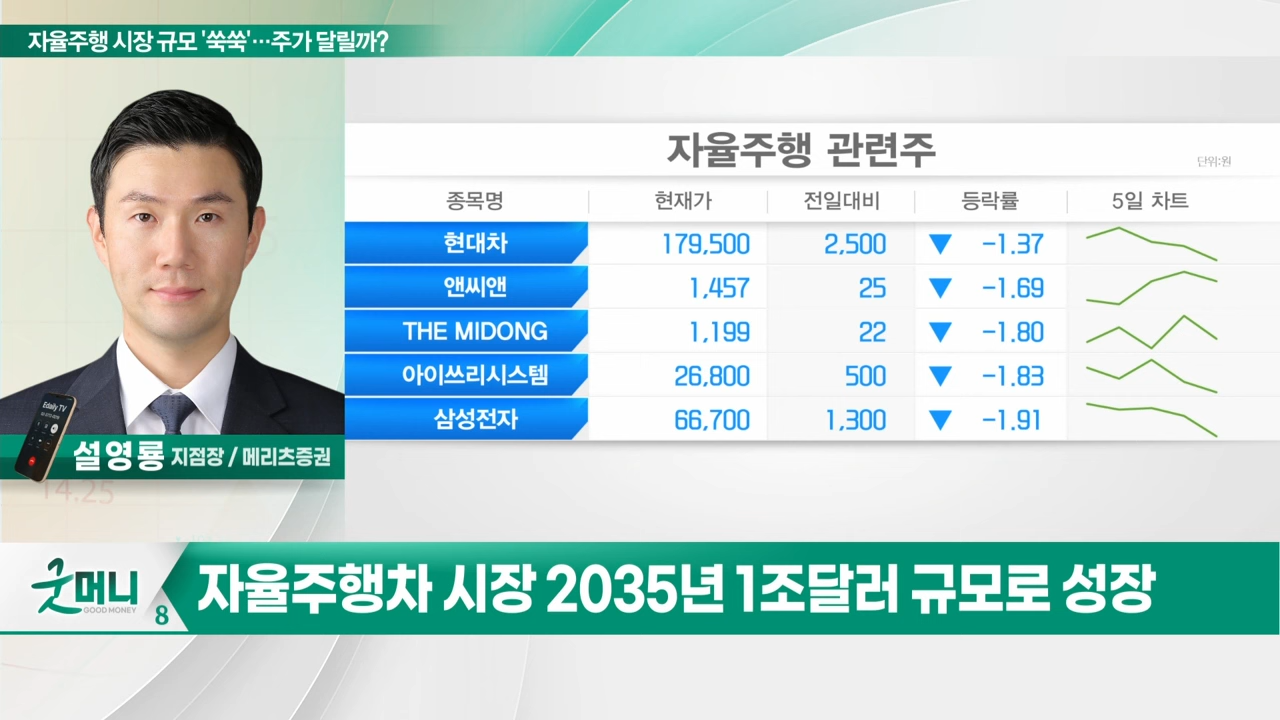 자율주행 시장 규모 '쑥쑥'…주가 달릴까?
자율주행 관련주
단위:원
종목명 현재가 전일대비 등락률 5일 차트
현대차 179,500 2,500 ▼ -1.37
앤씨앤 1,457 25 ▼ -1.69
THE MIDONG 1,199 22 ▼ -1.80
아이쓰리시스템 26,800 500 ▼ -1.83
삼성전자 66,700 1,300 ▼ -1.91
Edaily TV
설영룡 지점장 / 메리츠증권
14.25
굿머니
GOOD MONEY
8
자율주행차 시장 2035년 1조달러 규모로 성장